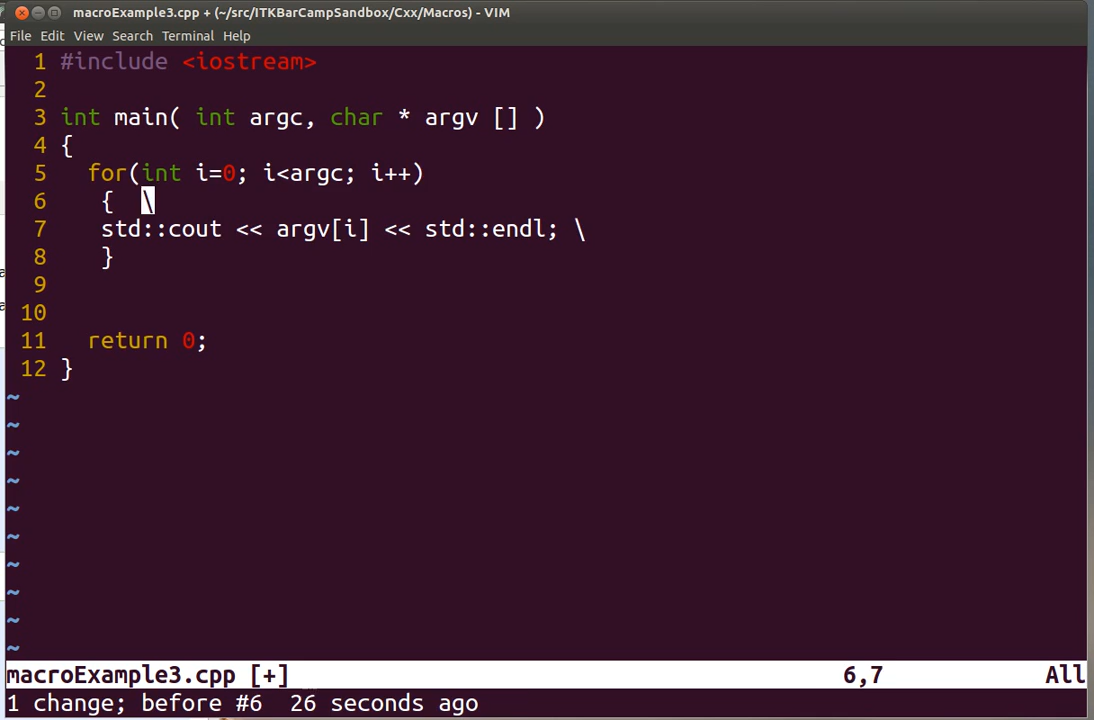 macroExample3.cpp + (~/src/ITKBarCampSandbox/Cxx/Macros) - VIM
File Edit View Search Terminal Help
1 #include <iostream>
2
3 int main( int argc, char * argv [] )
4 {
5   for(int i=0; i<argc; i++)
6    {  \
7    std::cout << argv[i] << std::endl; \
8    }
9
10
11   return 0;
12 }
~
~
~
~
~
~
~
~
~
~
macroExample3.cpp [+] 6,7 All
1 change; before #6  26 seconds ago